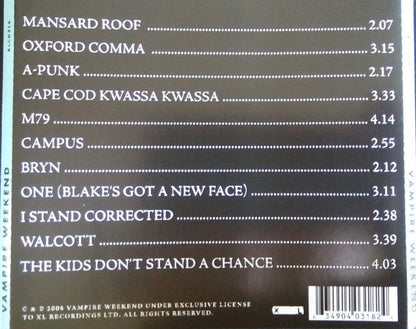 MANSARD ROOF 2.07
OXFORD COMMA 3.15
A-PUNK 2.17
CAPE COD KWASSA KWASSA 3.33
M79 4.14
CAMPUS 2.55
BRYN 2.12
ONE (BLAKE'S GOT A NEW FACE) 3.11
I STAND CORRECTED 2.38
WALCOTT 3.39
THE KIDS DON'T STAND A CHANCE 4.03
℗ & © 2008 VAMPIRE WEEKEND UNDER EXCLUSIVE LICENSE
TO XL RECORDINGS LTD. ALL RIGHTS RESERVED.
34904 03182
VAMPIRE WEEKEND
VAMPIRE WEEKEND